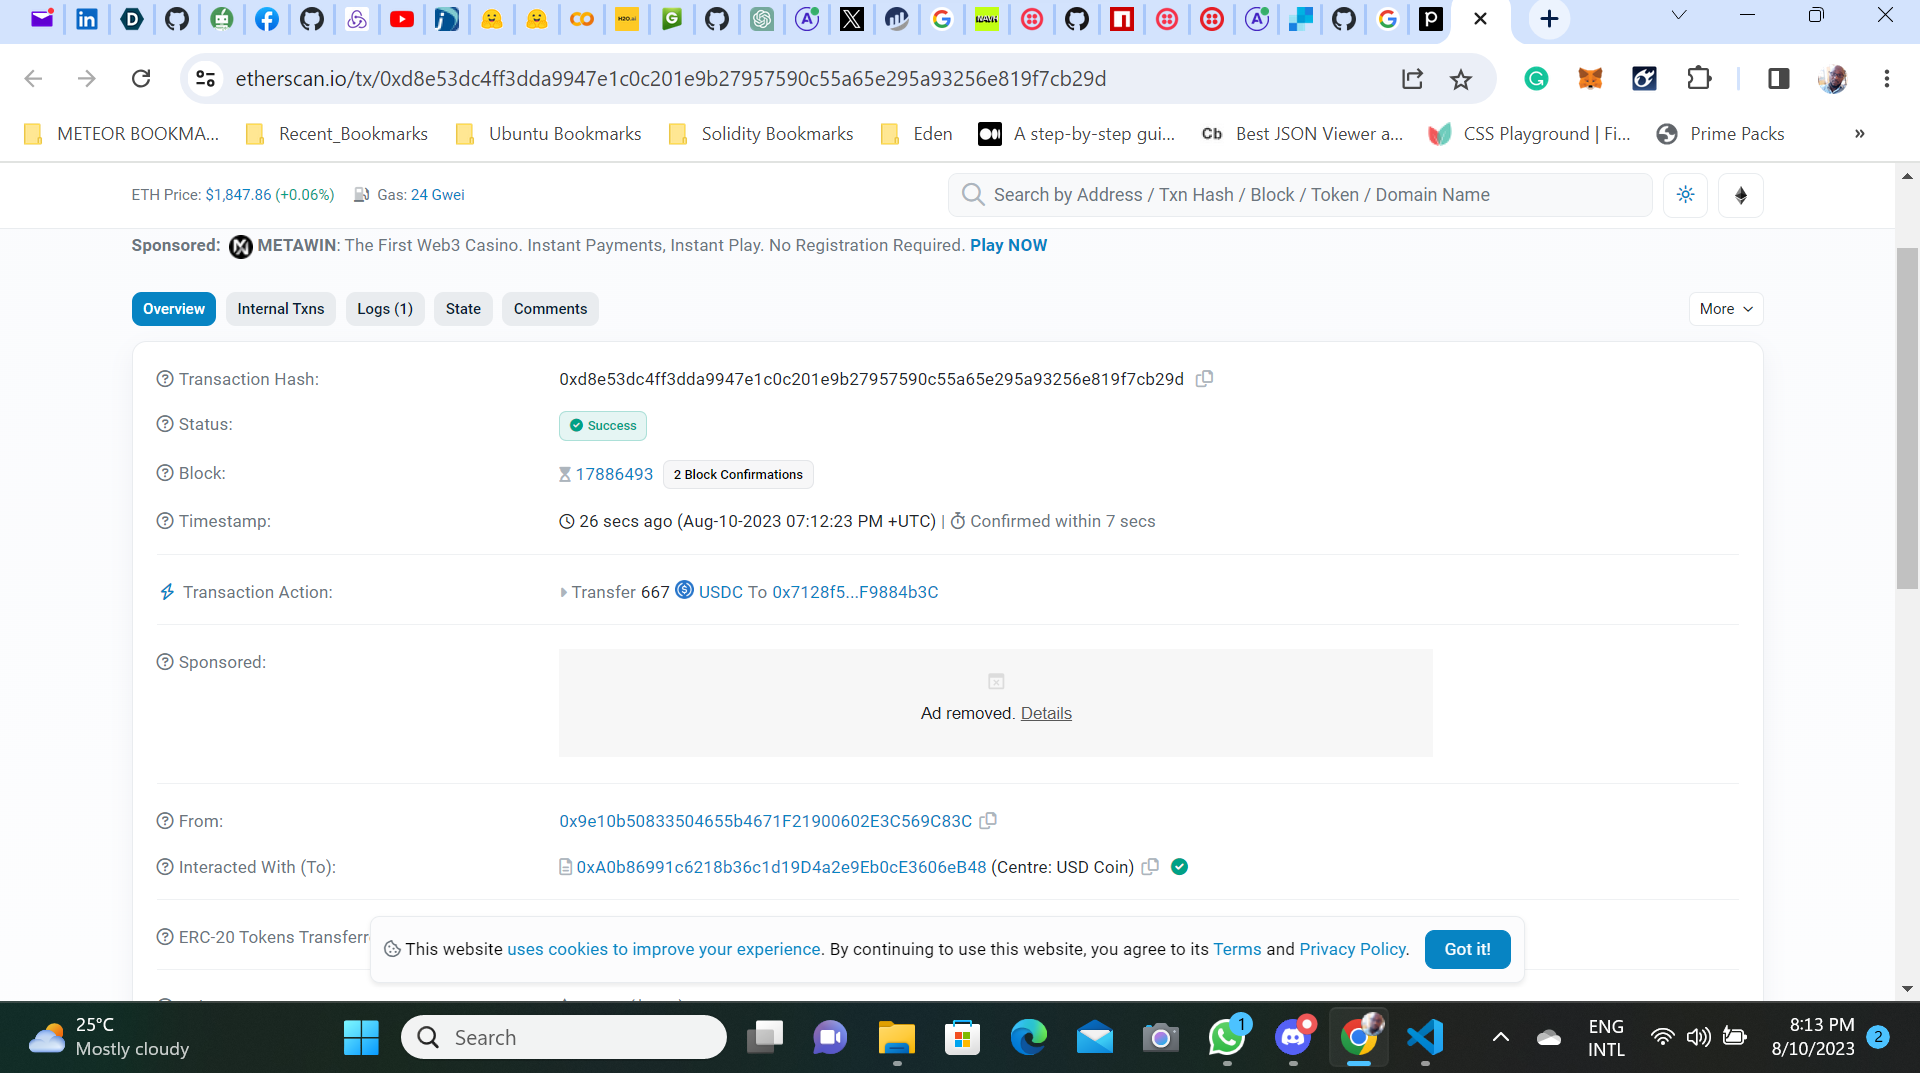 etherscan.io/tx/0xd8e53dc4ff3dda9947e1c0c201e9b27957590c55a65e295a93256e819f7cb29d
METEOR BOOKMA... Recent_Bookmarks Ubuntu Bookmarks Solidity Bookmarks Eden A step-by-step gui... Cb Best JSON Viewer a... CSS Playground | Fi... Prime Packs »
ETH Price: $1,847.86 (+0.06%) Gas: 24 Gwei Search by Address / Txn Hash / Block / Token / Domain Name
Sponsored: METAWIN: The First Web3 Casino. Instant Payments, Instant Play. No Registration Required. Play NOW
Overview Internal Txns Logs (1) State Comments More
Transaction Hash: 0xd8e53dc4ff3dda9947e1c0c201e9b27957590c55a65e295a93256e819f7cb29d
Status: Success
Block: 17886493 2 Block Confirmations
Timestamp: 26 secs ago (Aug-10-2023 07:12:23 PM +UTC) | Confirmed within 7 secs
Transaction Action: Transfer 667 USDC To 0x7128f5...F9884b3C
Sponsored:
Ad removed. Details
From: 0x9e10b50833504655b4671F21900602E3C569C83C
Interacted With (To): 0xA0b86991c6218b36c1d19D4a2e9Eb0cE3606eB48 (Centre: USD Coin)
ERC-20 Tokens Transferr
This website uses cookies to improve your experience. By continuing to use this website, you agree to its Terms and Privacy Policy. Got it!
25°C
Mostly cloudy
Search
1
ENG
INTL
8:13 PM
8/10/2023
2